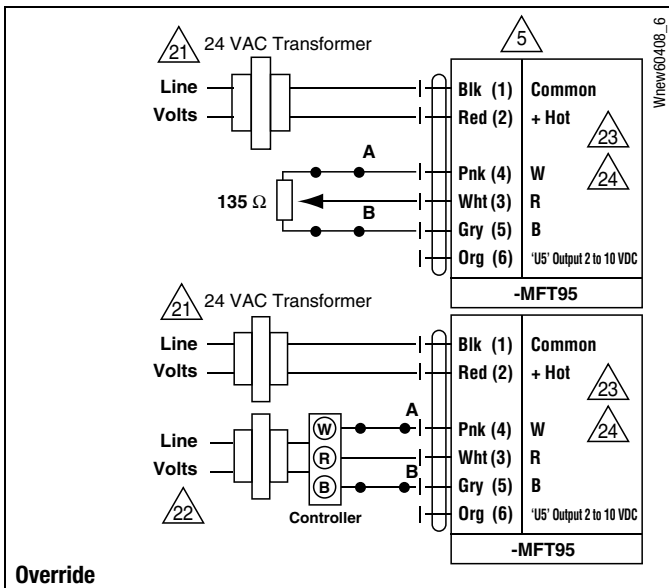 21 24 VAC Transformer
5
Wnew60408_6
Line
Volts
Blk (1) Common
Red (2) + Hot
23
A
Pnk (4) W
24
135 Ω
Wht (3) R
B
Gry (5) B
Org (6) 'U5' Output 2 to 10 VDC
-MFT95
21 24 VAC Transformer
Line
Volts
Blk (1) Common
Red (2) + Hot
23
A
W
Pnk (4) W
24
Line
R
Wht (3) R
Volts
B
B
Gry (5) B
22
Controller
Org (6) 'U5' Output 2 to 10 VDC
-MFT95
Override